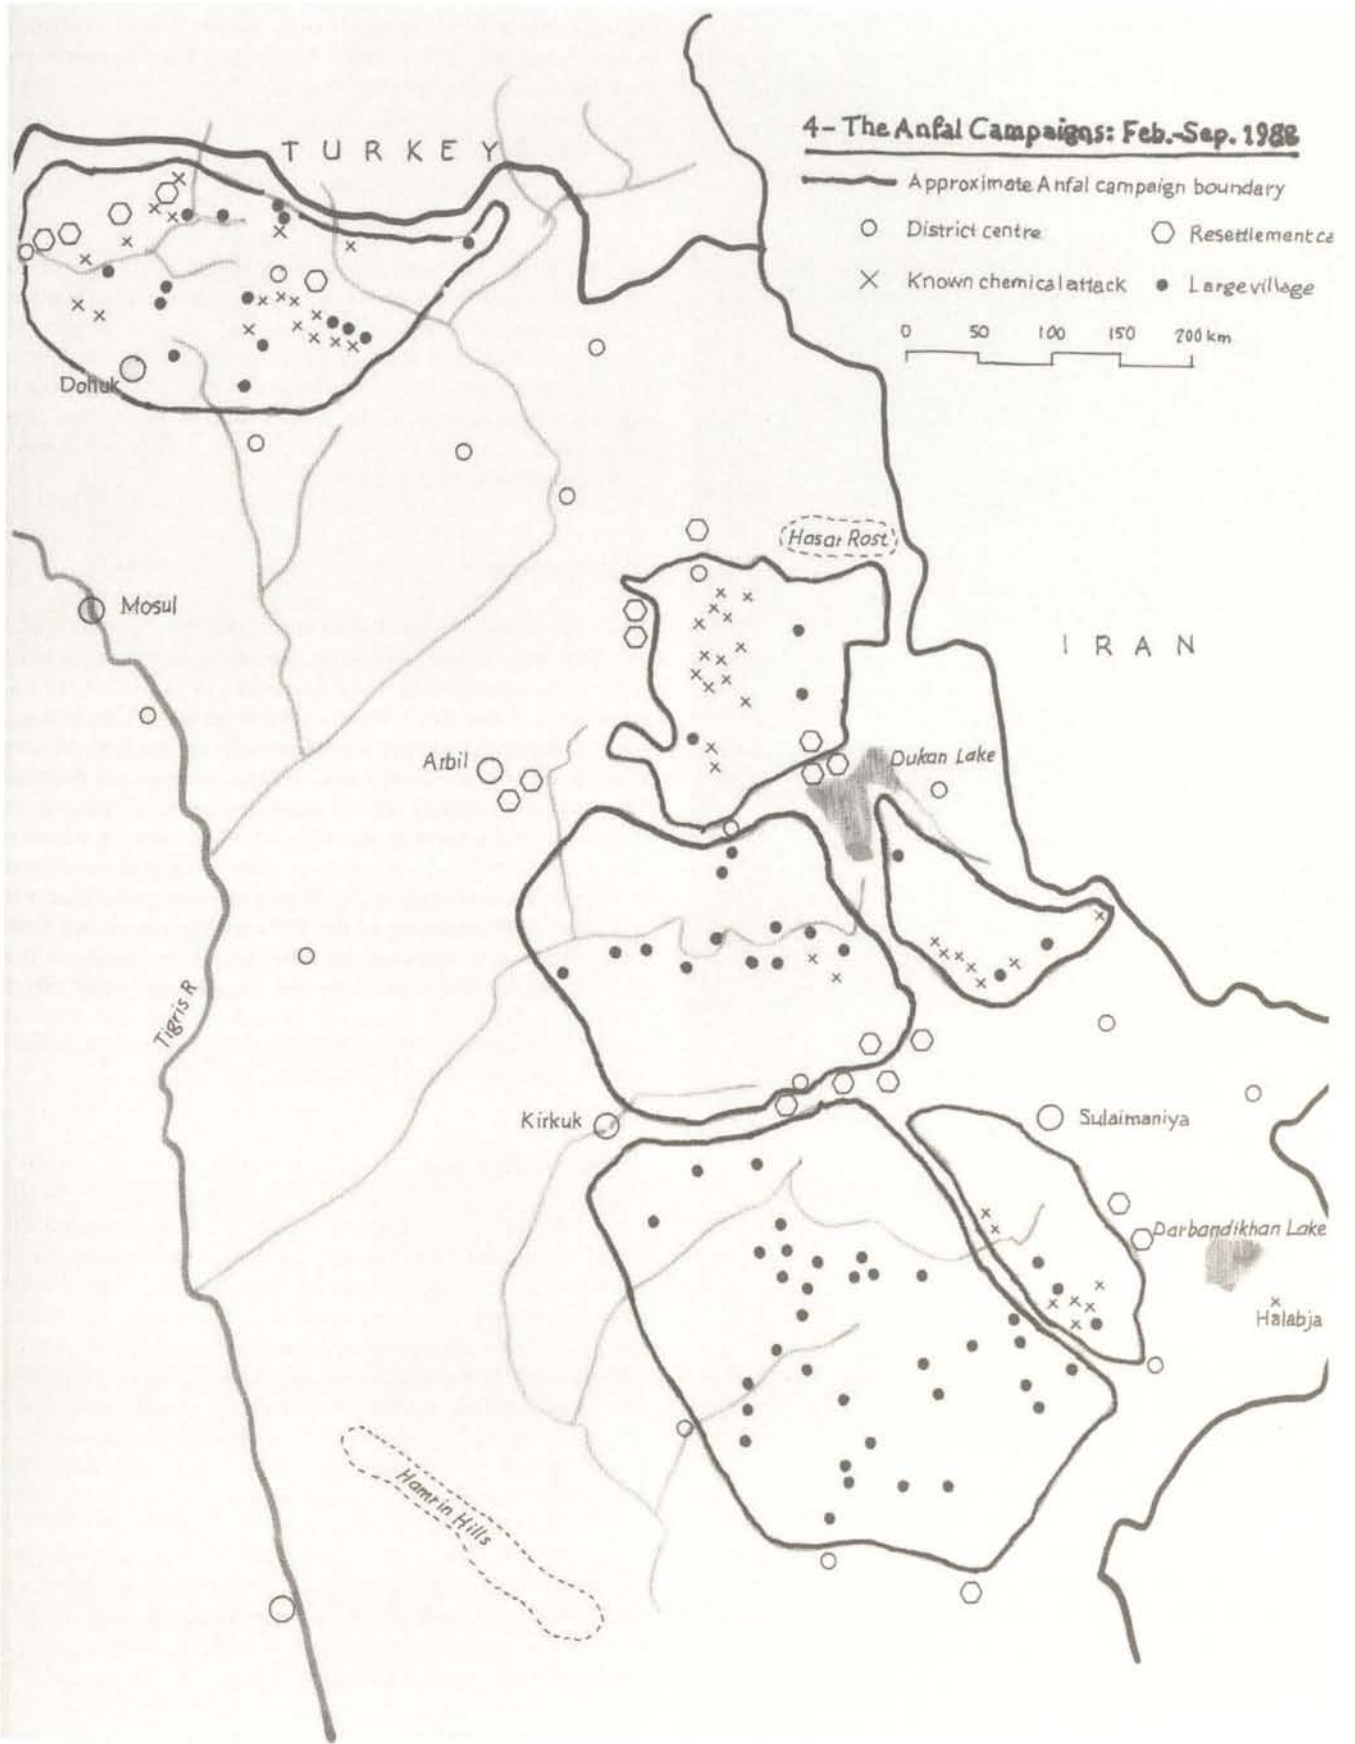 TURKEY
4- The Anfal Campaigns: Feb.-Sep. 1988
Approximate Anfal campaign boundary
District centre
Resettlement ca
Known chemical attack
Large village
0 50 100 150 200 km
Dohuk
Hasar Rost
Mosul
IRAN
Arbil
Dukan Lake
Tigris R
Kirkuk
Sulaimaniya
Darbandikhan Lake
Halabja
Hamrin Hills